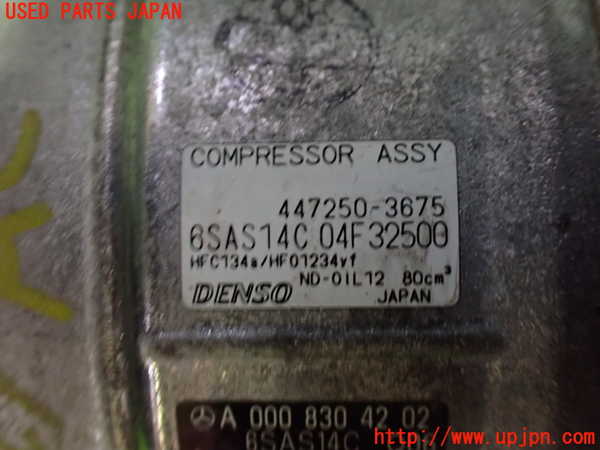 USED PARTS JAPAN
COMPRESSOR ASSY
447250-3675
6SAS14C 04F32500
HFC134a/HFO1234yf
ND-OIL12 80cm³
DENSO JAPAN
A 000 830 42 02
6SAS14C
http://www.upjpn.com